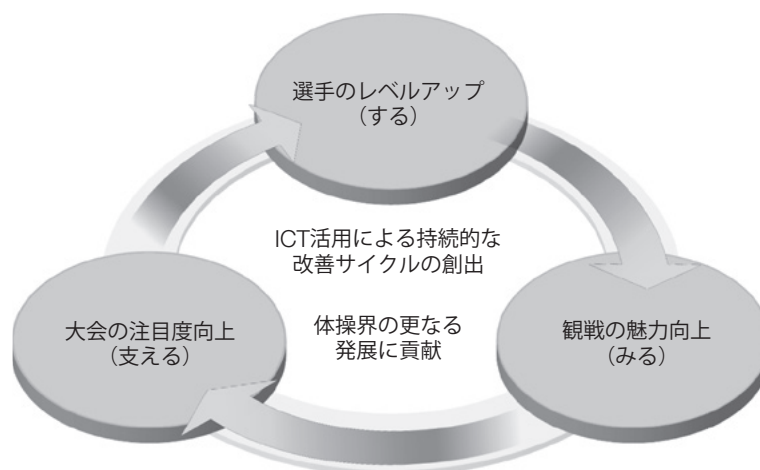 選手のレベルアップ
（する）
ICT活用による持続的な
改善サイクルの創出
大会の注目度向上
（支える）
体操界の更なる
発展に貢献
観戦の魅力向上
（みる）